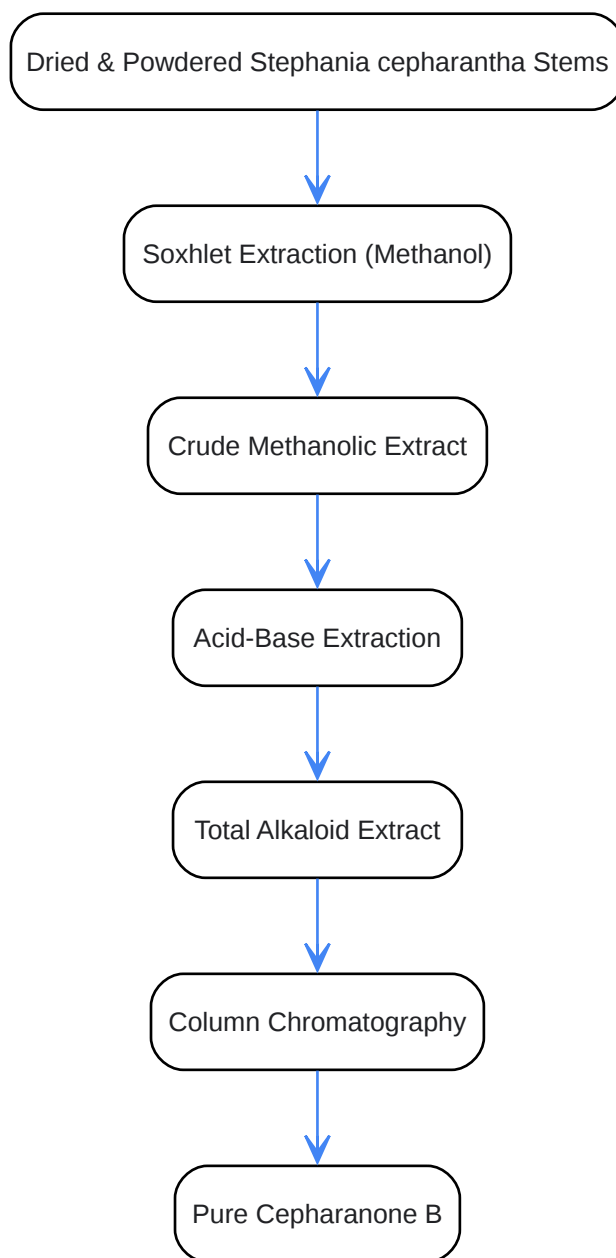 Dried & Powdered Stephania cepharantha Stems
Soxhlet Extraction (Methanol)
Crude Methanolic Extract
Acid-Base Extraction
Total Alkaloid Extract
Column Chromatography
Pure Cepharanone B